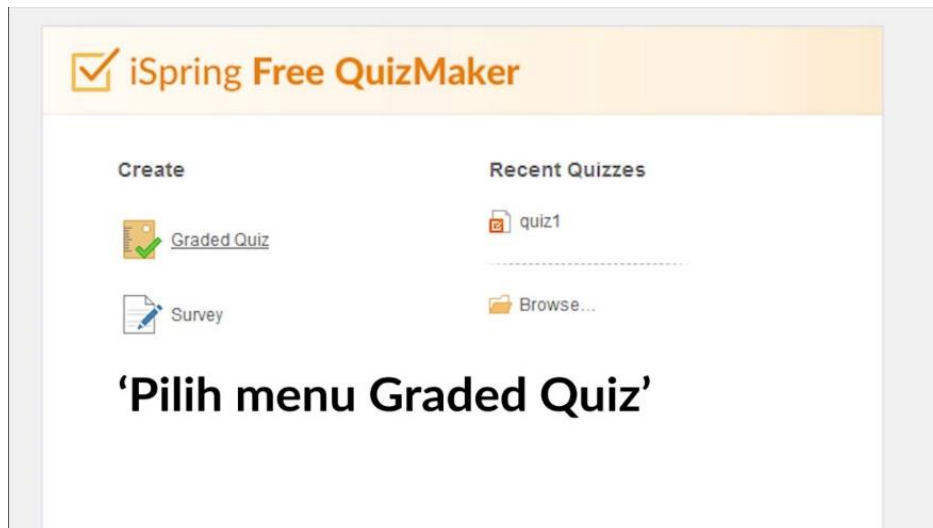 iSpring Free QuizMaker
Create
Graded Quiz
Survey
Recent Quizzes
quiz1
Browse...
‘Pilih menu Graded Quiz’